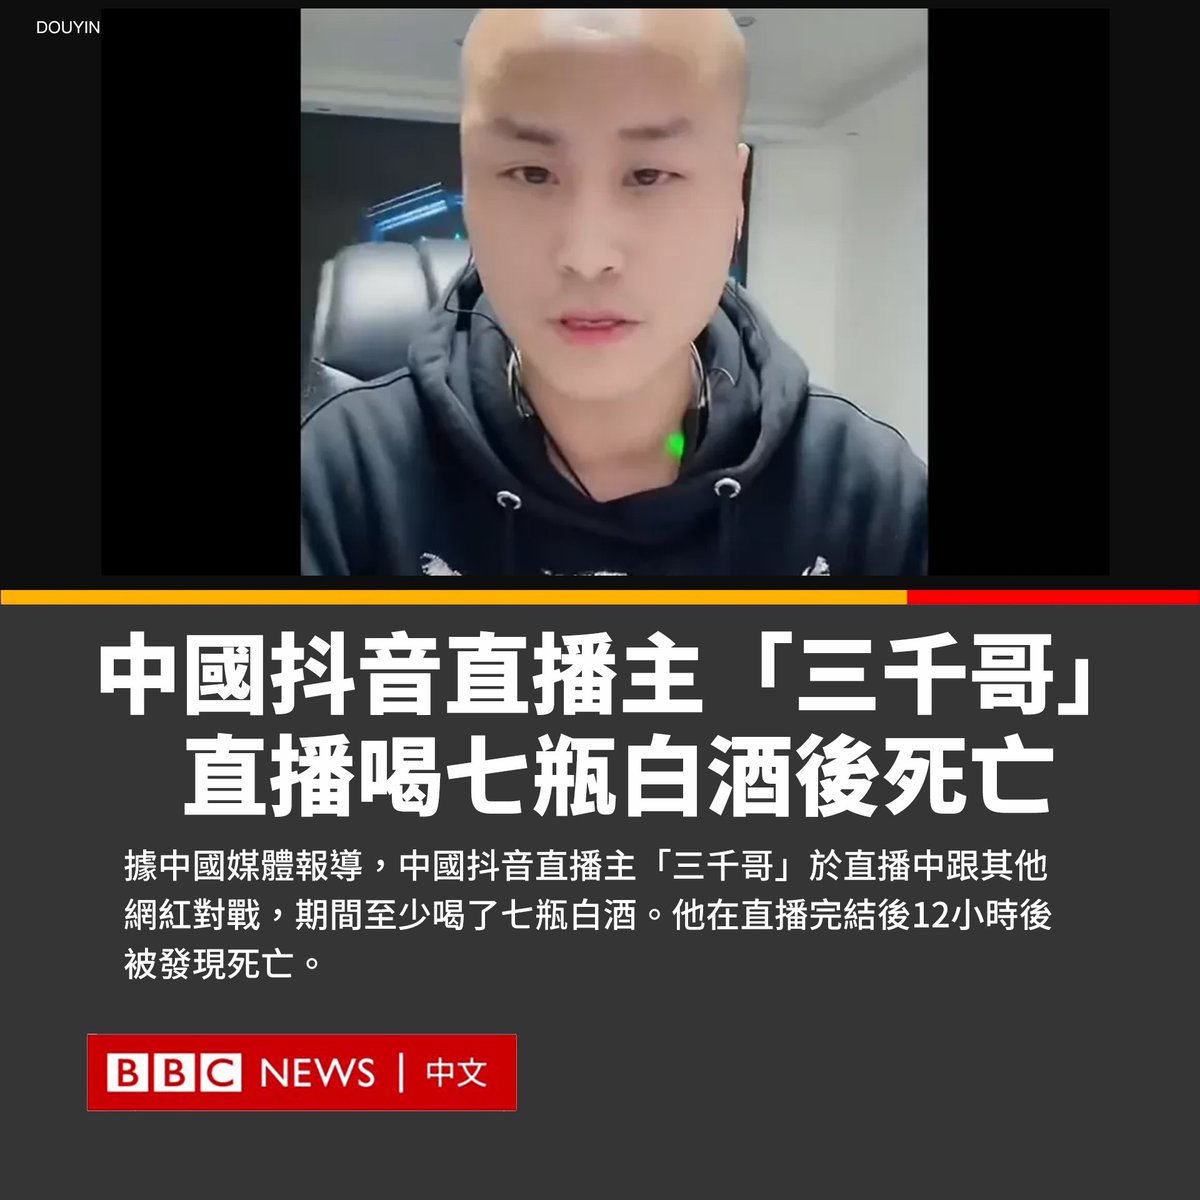 DOUYIN
中國抖音直播主「三千哥」
直播喝七瓶白酒後死亡
據中國媒體報導，中國抖音直播主「三千哥」於直播中跟其他
網紅對戰，期間至少喝了七瓶白酒。他在直播完結後12小時後
被發現死亡。
BBC NEWS | 中文